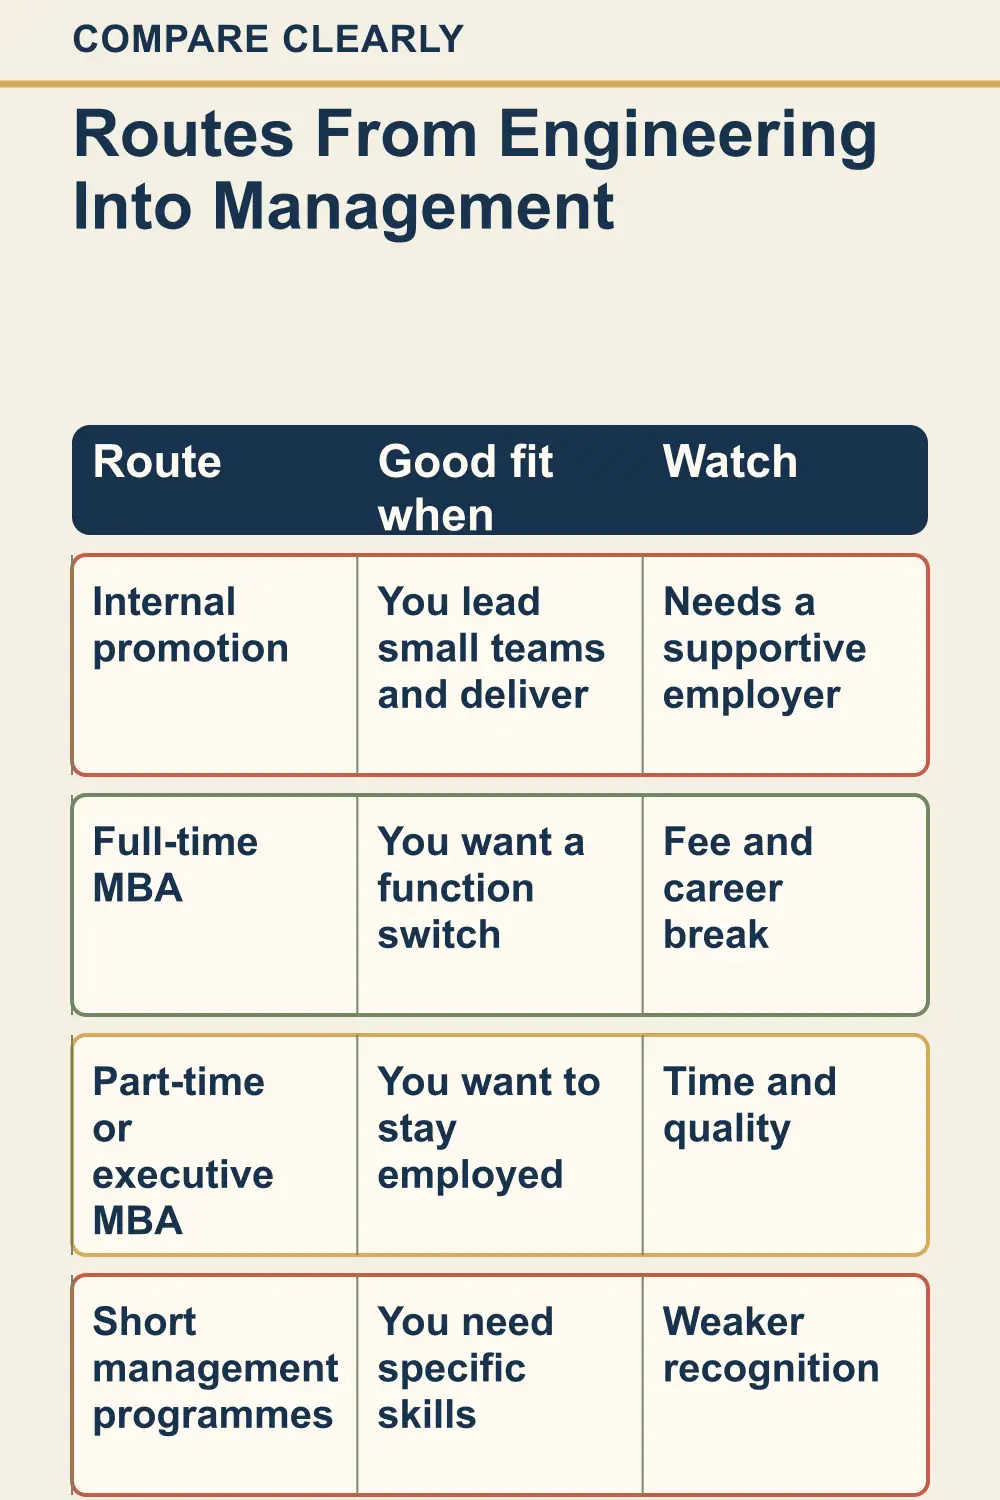 COMPARE CLEARLY
Routes From Engineering
Into Management
Route
Good fit
when
Watch
Internal
promotion
You lead
small teams
and deliver
Needs a
supportive
employer
Full-time
MBA
You want a
function
switch
Fee and
career
break
Part-time
or
executive
MBA
You want to
stay
employed
Time and
quality
Short
management
programmes
You need
specific
skills
Weaker
recognition